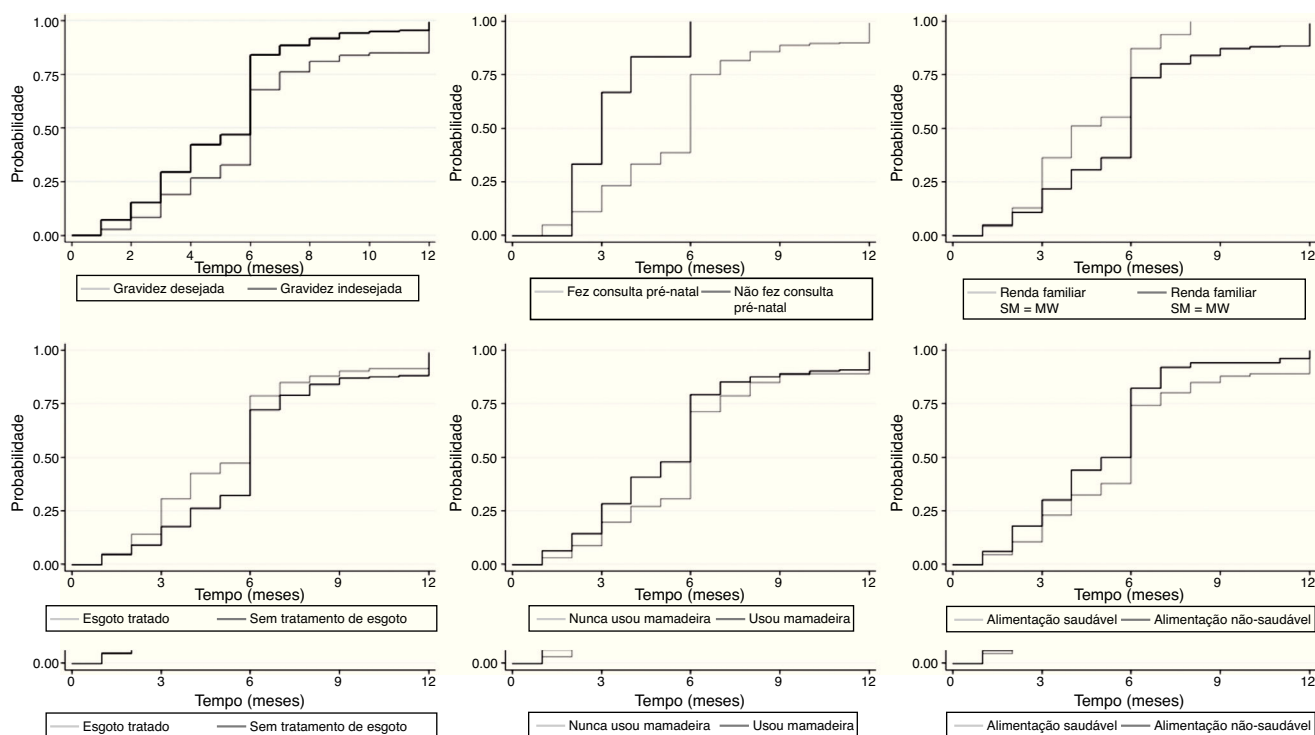 1.00
0.75
0.50
0.25
0.00
Probabilidade
0 2 4 6 8 10 12
Tempo (meses)
Gravidez desejada Gravidez indesejada
1.00
0.75
0.50
0.25
0.00
Probabilidade
0 3 6 9 12
Tempo (meses)
Fez consulta pré-natal Não fez consulta
pré-natal
1.00
0.75
0.50
0.25
0.00
Probabilidade
0 3 6 9 12
Tempo (meses)
Renda familiar Renda familiar
SM = MW SM = MW
1.00
0.75
0.50
0.25
0.00
Probabilidade
0 3 6 9 12
Tempo (meses)
Esgoto tratado Sem tratamento de esgoto
1.00
0.75
0.50
0.25
0.00
Probabilidade
0 3 6 9 12
Tempo (meses)
Nunca usou mamadeira Usou mamadeira
1.00
0.75
0.50
0.25
0.00
Probabilidade
0 3 6 9 12
Tempo (meses)
Alimentação saudável Alimentação não-saudável
0.00
0 3 6 9 12
Tempo (meses)
Esgoto tratado Sem tratamento de esgoto
0.00
0 3 6 9 12
Tempo (meses)
Nunca usou mamadeira Usou mamadeira
0.00
0 3 6 9 12
Tempo (meses)
Alimentação saudável Alimentação não-saudável